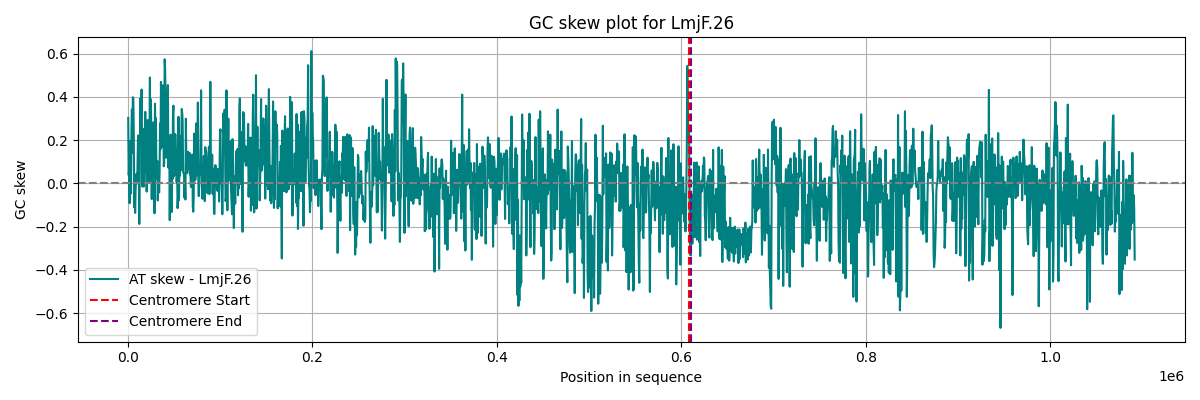 GC skew plot for LmjF.26
GC skew
0.6
0.4
0.2
0.0
−0.2
−0.4
−0.6
AT skew - LmjF.26
Centromere Start
Centromere End
0.0 0.2 0.4 0.6 0.8 1.0
1e6
Position in sequence